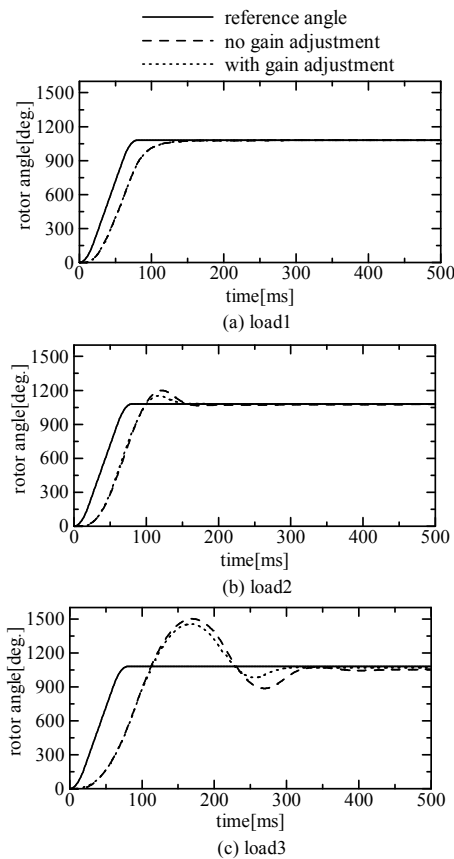 reference angle
no gain adjustment
with gain adjustment
1500
1200
900
600
300
0
rotor angle[deg.]
0 100 200 300 400 500
time[ms]
(a) load1
1500
1200
900
600
300
0
rotor angle[deg.]
0 100 200 300 400 500
time[ms]
(b) load2
1500
1200
900
600
300
0
rotor angle[deg.]
0 100 200 300 400 500
time[ms]
(c) load3